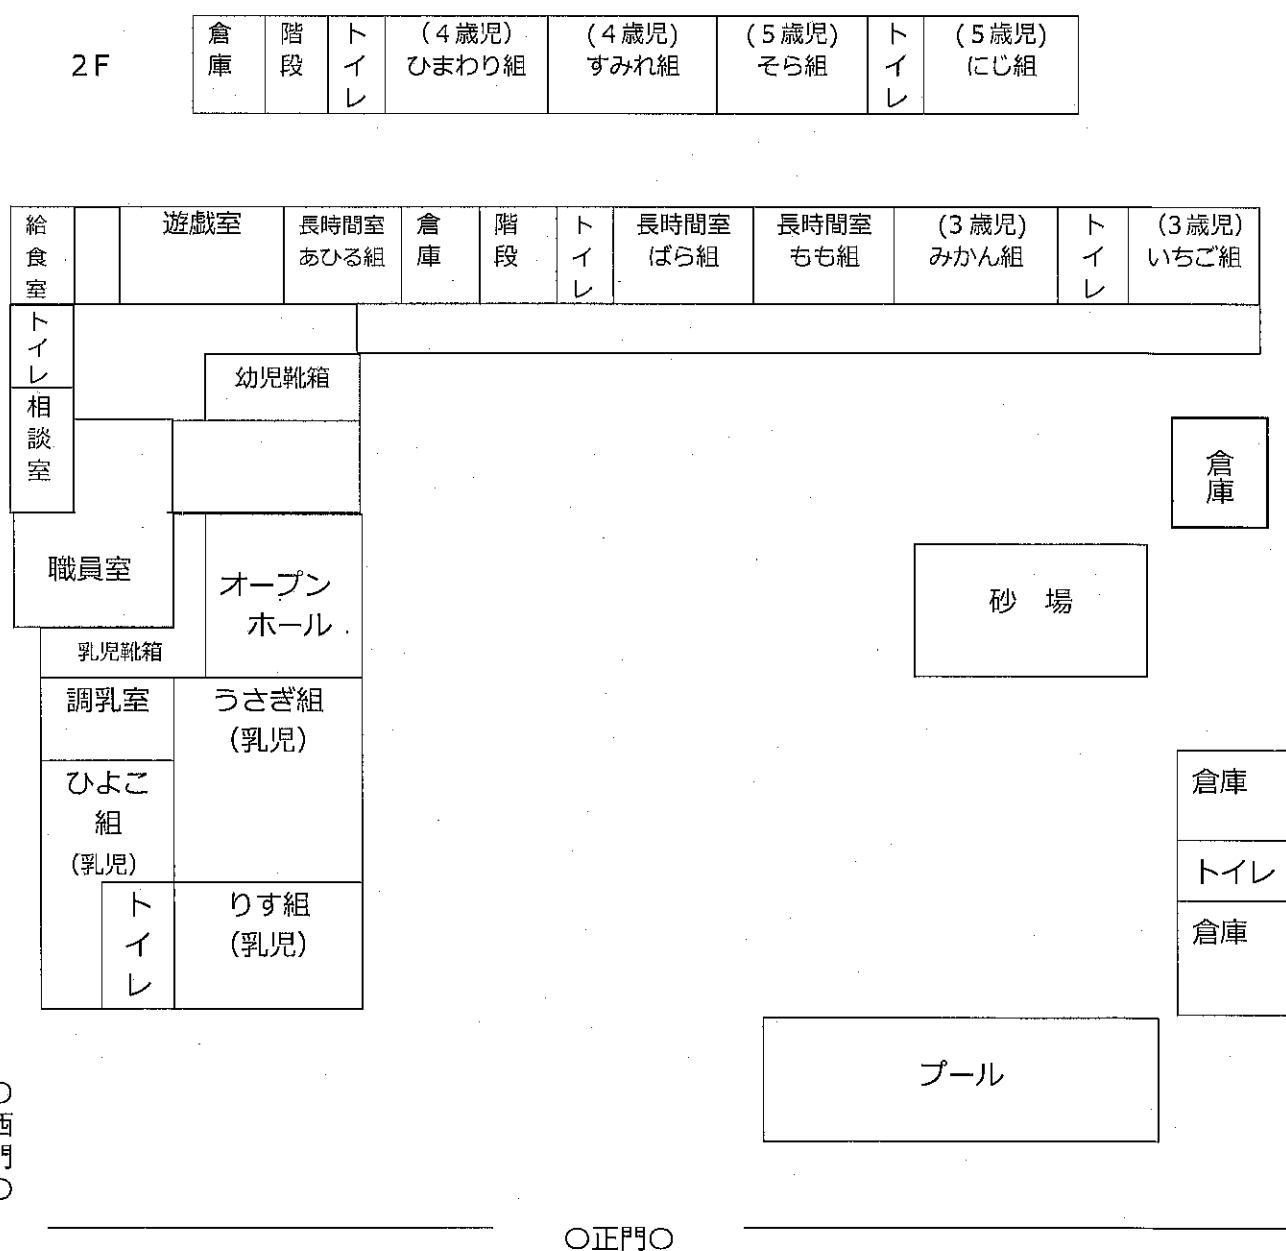 2F
倉庫
階段
トイレ
(4歳児)
ひまわり組
(4歳児)
すみれ組
(5歳児)
そら組
トイレ
(5歳児)
にじ組
給食室
遊戯室
長時間室
あひる組
倉庫
階段
トイレ
長時間室
ばら組
長時間室
もも組
(3歳児)
みかん組
トイレ
(3歳児)
いちご組
トイレ
幼児靴箱
相談室
倉庫
職員室
オープン
ホール
砂 場
乳児靴箱
調乳室
うさぎ組
(乳児)
ひよこ
組
(乳児)
倉庫
トイレ
倉庫
トイレ
りす組
(乳児)
プール
○西門○
○正門○